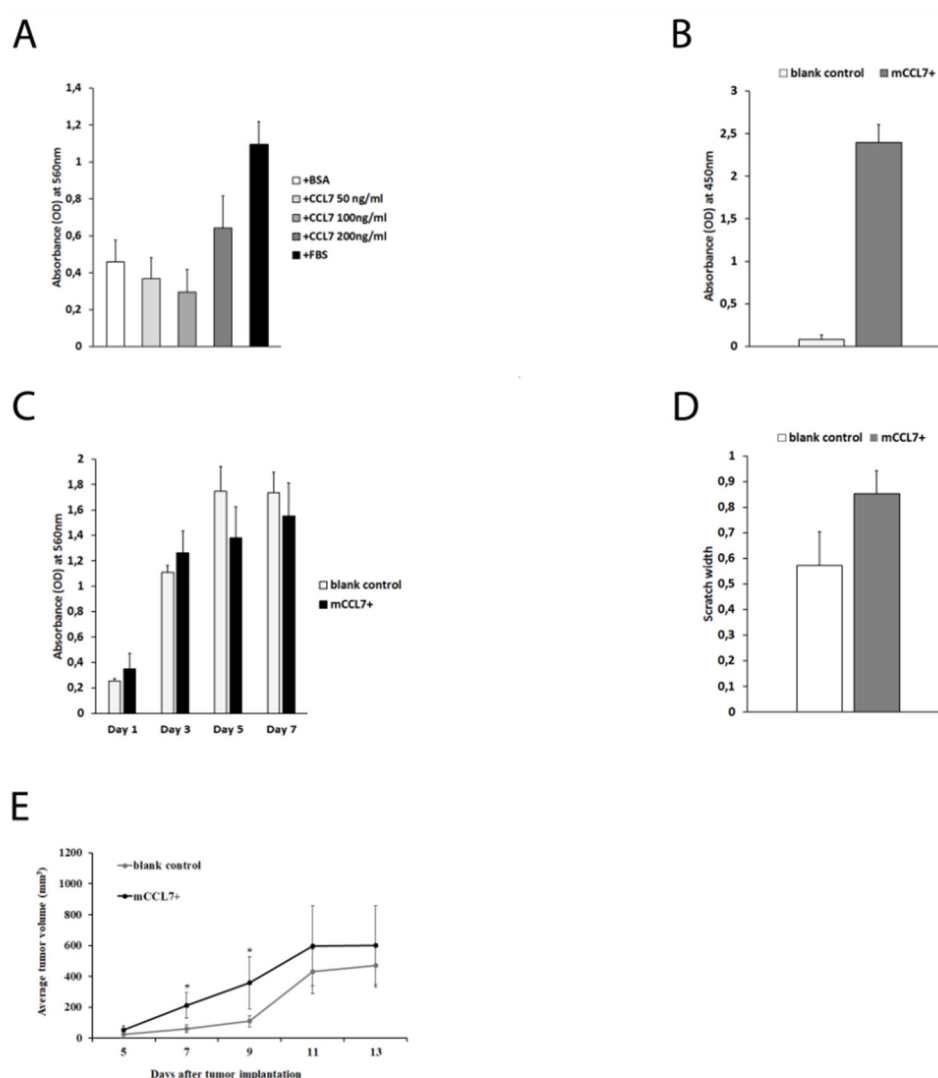 A
1,4
1,2
1
0,8
0,6
0,4
0,2
0
Absorbance (OD) at 560nm
+BSA
+CCL7 50 ng/ml
+CCL7 100ng/ml
+CCL7 200ng/ml
+FBS
B
blank control mCCL7+
3
2,5
2
1,5
1
0,5
0
Absorbance (OD) at 450nm
C
2
1,8
1,6
1,4
1,2
1
0,8
0,6
0,4
0,2
0
Absorbance (OD) at 560nm
Day 1 Day 3 Day 5 Day 7
blank control
mCCL7+
D
blank control mCCL7+
1
0,9
0,8
0,7
0,6
0,5
0,4
0,3
0,2
0,1
0
Scratch width
E
1200
1000
800
600
400
200
0
Average tumor volume (mm³)
blank control
mCCL7+
* *
5 7 9 11 13
Days after tumor implantation